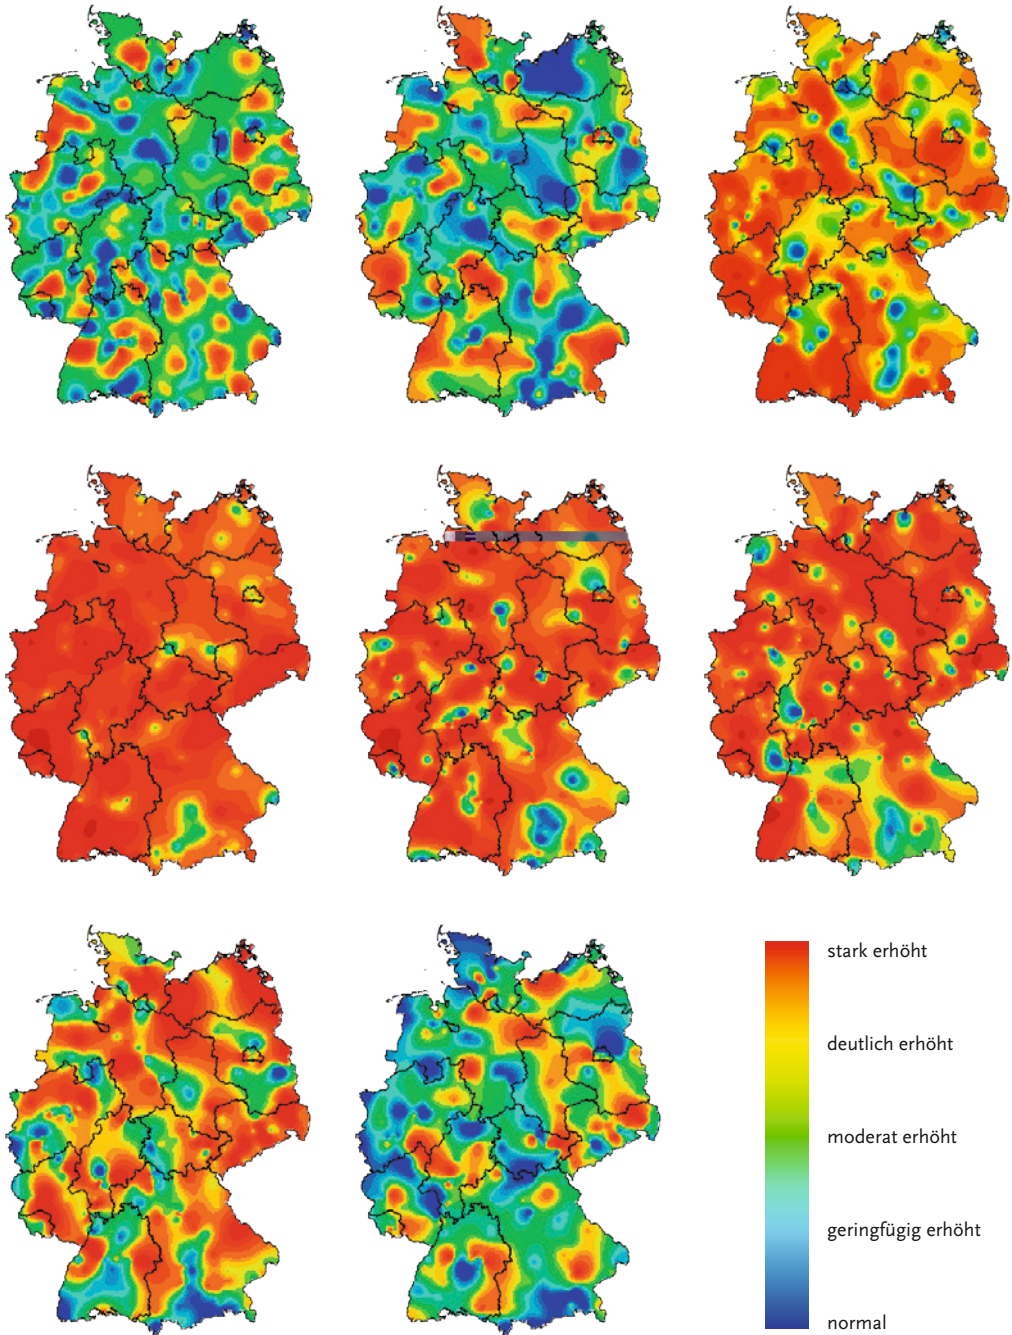 stark erhöht
deutlich erhöht
moderat erhöht
geringfügig erhöht
normal